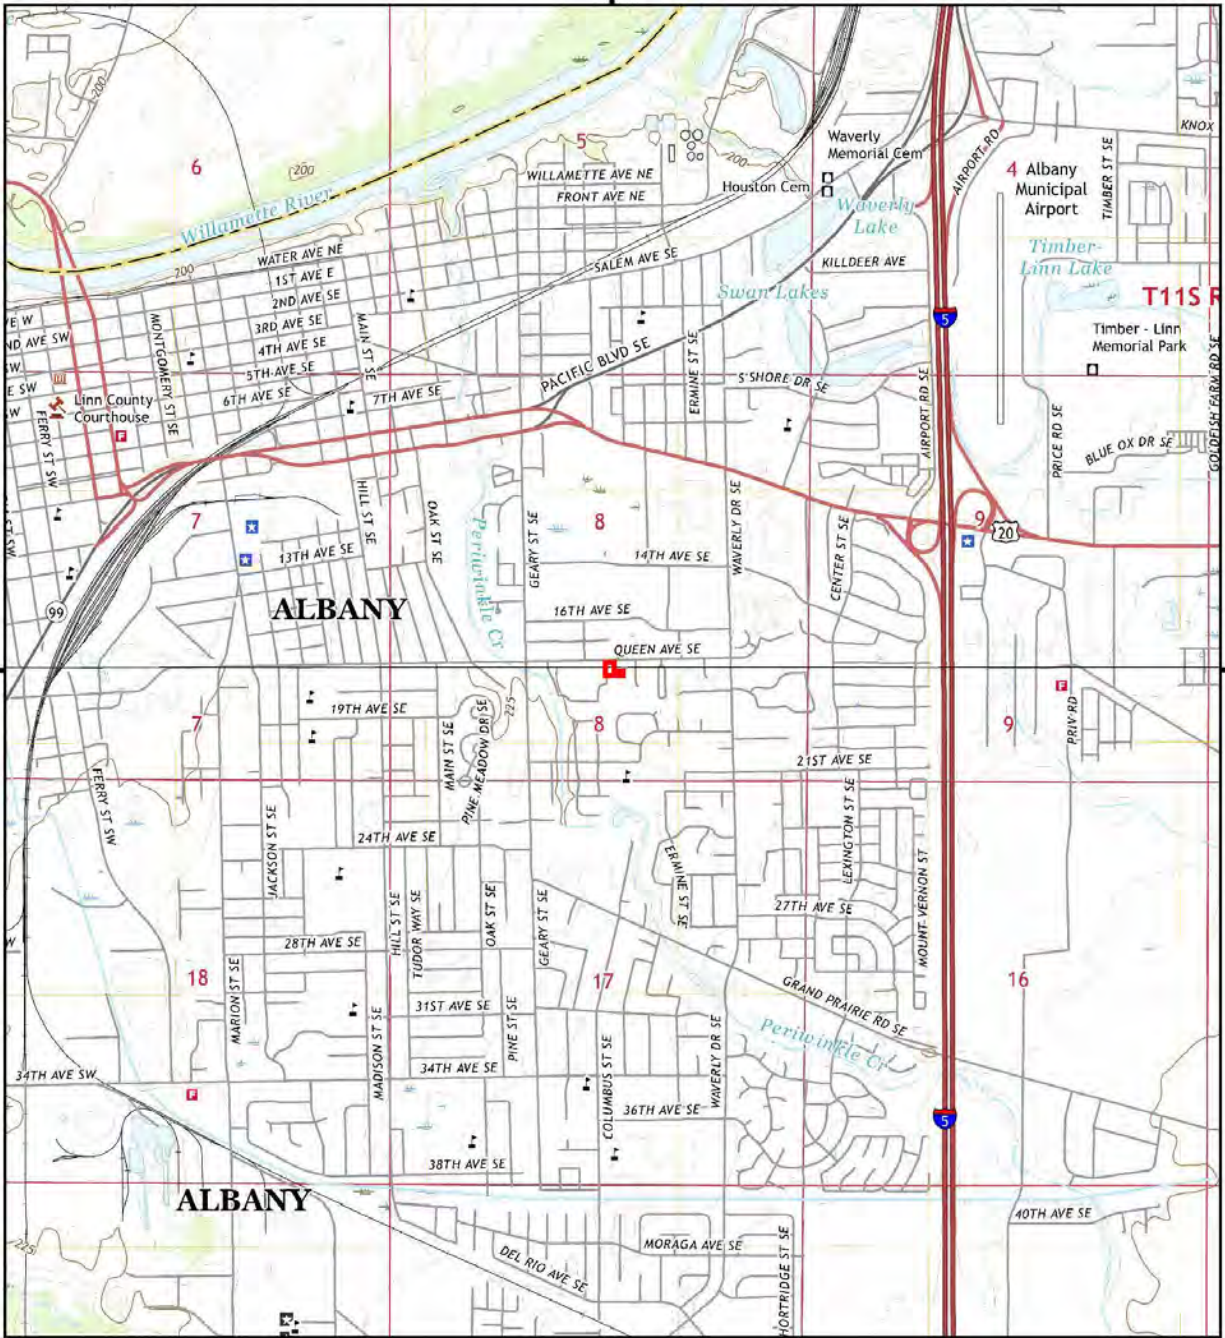 KNOX
200
6
5
Waverly
Memorial Cem
200
200
4
Albany
Municipal
Airport
WILLAMETTE AVE NE
FRONT AVE NE
Houston Cem
AIRPORT RD
TIMBER ST SE
Willamette River
Waverly
Lake
Timber-
Linn Lake
200
WATER AVE NE
1ST AVE E
2ND AVE SE
3RD AVE SE
4TH AVE SE
5TH AVE SE
6TH AVE SE
7TH AVE SE
SALEM AVE SE
KILLDEER AVE
Swan Lakes
T11S R
5
VE W
ND AVE SW
SW
E SW
SW
MONTGOMERY ST SE
MAIN ST SE
PACIFIC BLVD SE
ERMINE ST SE
S SHORE DR SE
Timber - Linn
Memorial Park
GOLDFISH FARM RD SE
Linn County
Courthouse
FERRY ST SW
F
AIRPORT RD SE
PRICE RD SE
BLUE OX DR SE
ST SW
7
HILL ST SE
OAK ST SE
Periwinkle Cr
GEARY ST SE
8
WAVERLY DR SE
CENTER ST SE
9
20
13TH AVE SE
14TH AVE SE
99
ALBANY
16TH AVE SE
QUEEN AVE SE
7
19TH AVE SE
MAIN ST SE
PINE MEADOW DR SE
225
8
9
F
PRIV RD
21ST AVE SE
FERRY ST SW
JACKSON ST SE
24TH AVE SE
ERMINE ST SE
LEXINGTON ST SE
MOUNT VERNON ST
27TH AVE SE
HILL ST SE
TUDOR WAY SE
OAK ST SE
GEARY ST SE
W
28TH AVE SE
18
MARION ST SE
31ST AVE SE
PINE ST SE
17
GRAND PRAIRIE RD SE
16
Periwinkle Cr
34TH AVE SW
F
MADISON ST SE
34TH AVE SE
COLUMBUS ST SE
WAVERLY DR SE
36TH AVE SE
5
38TH AVE SE
ALBANY
40TH AVE SE
225
DEL RIO AVE SE
MORAGA AVE SE
SHORTRIDGE ST SE